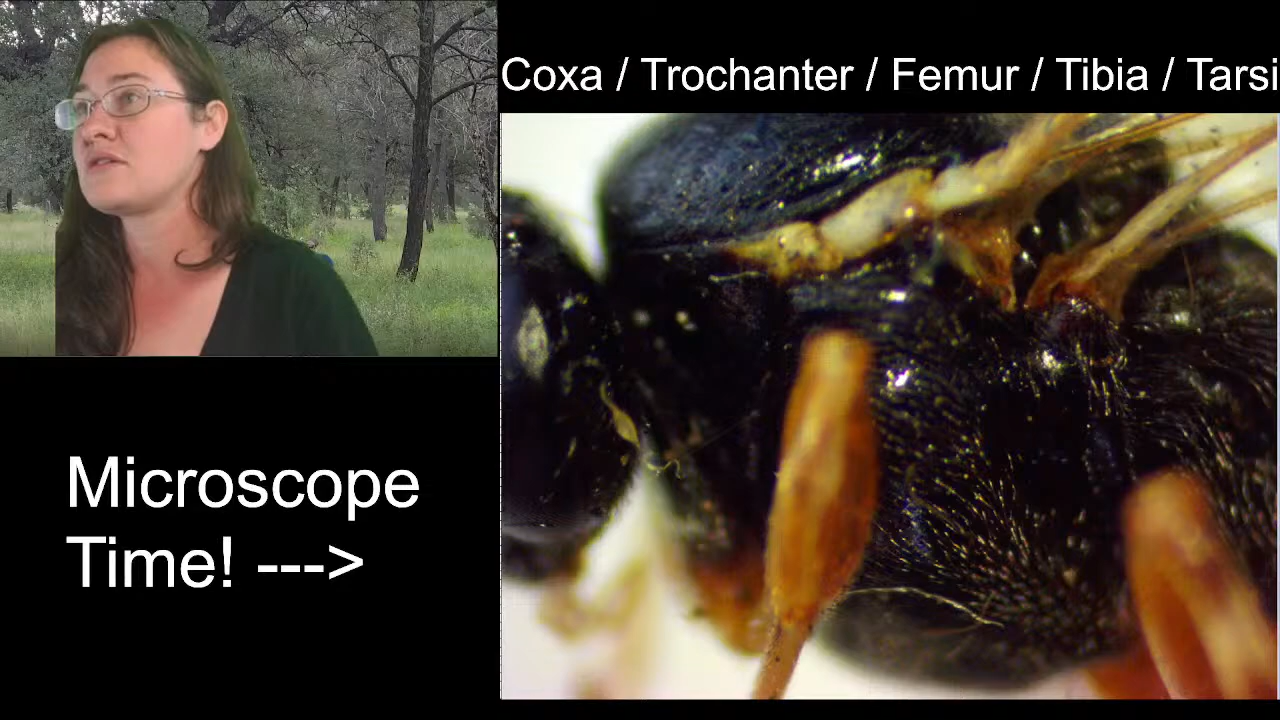 Coxa / Trochanter / Femur / Tibia / Tarsi
Microscope
Time! --->